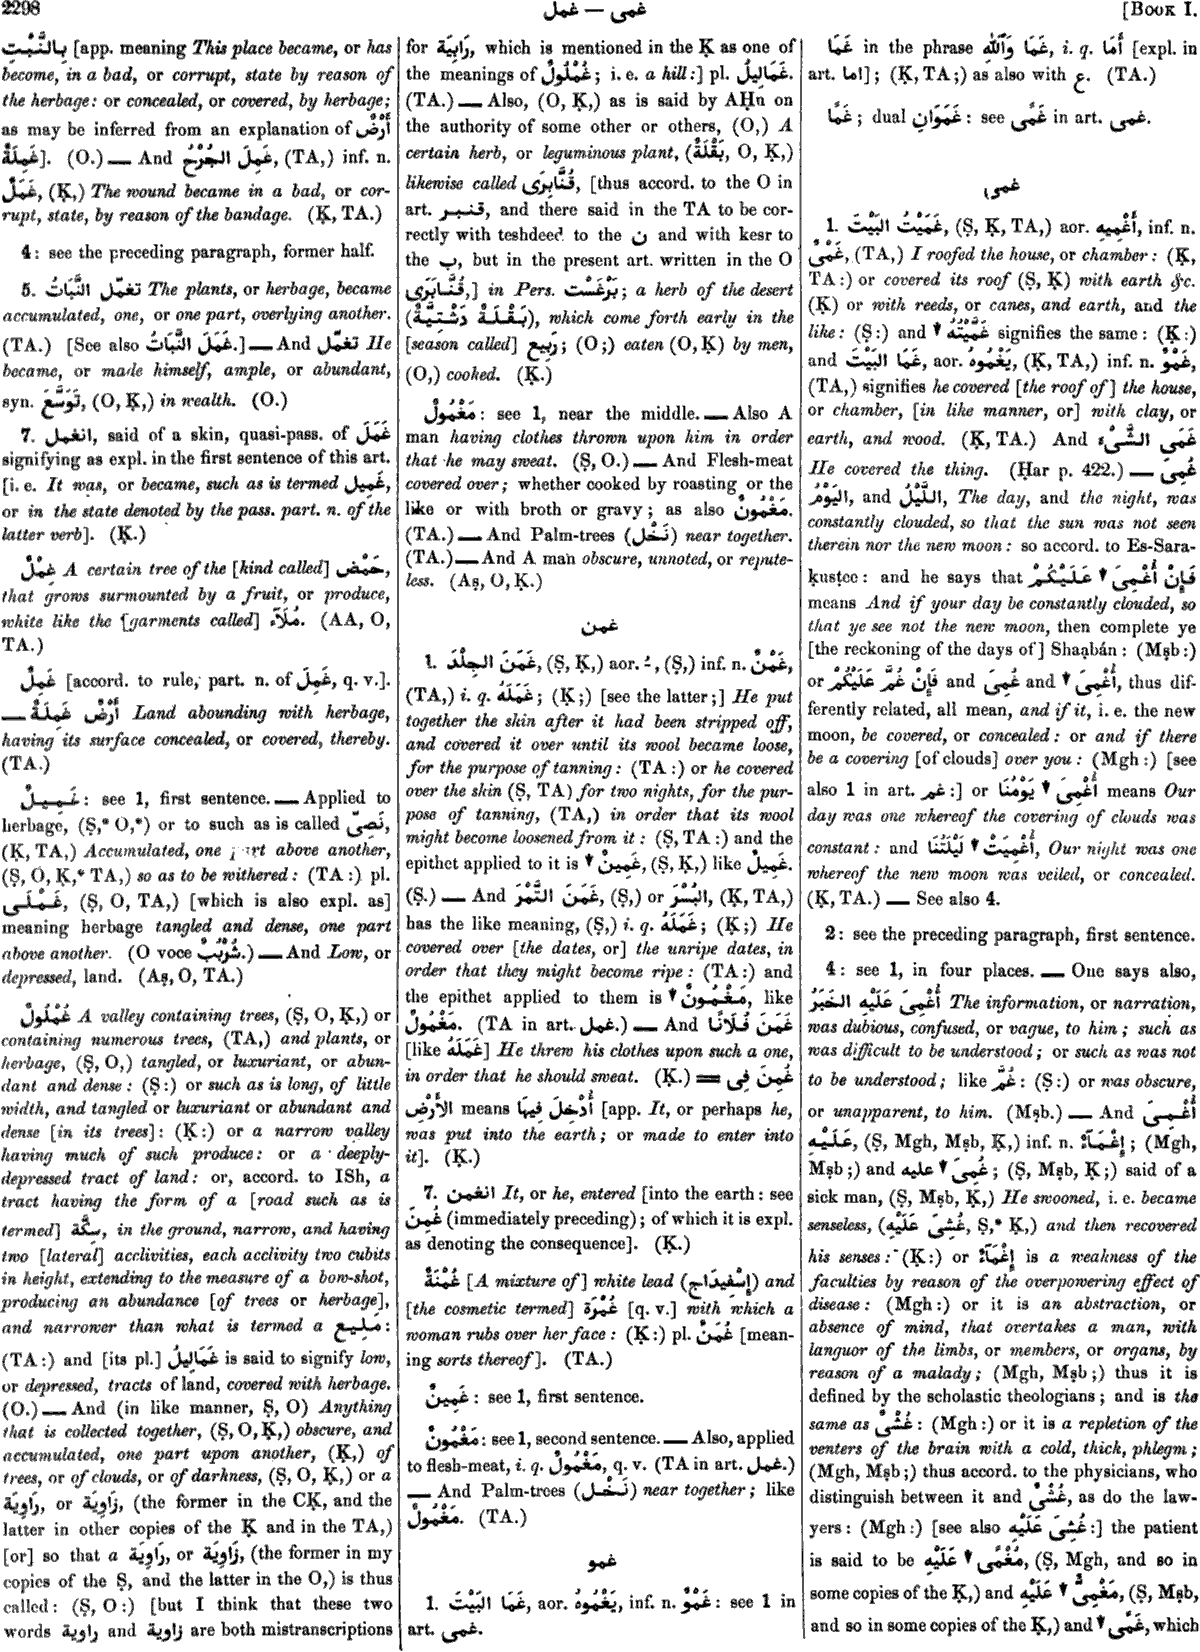 2298
غمل — غمى
[BOOK I.
بِالنَّبْتِ [app. meaning This place became, or has
become, in a bad, or corrupt, state by reason of
the herbage: or concealed, or covered, by herbage;
as may be inferred from an explanation of أَرْضٌ
غَمِلَةٌ]. (O.) — And غَمِلَ الجُرْحُ, (TA,) inf. n.
غَمَلٌ, (Ḳ,) The wound became in a bad, or cor-
rupt, state, by reason of the bandage. (Ḳ, TA.)
4: see the preceding paragraph, former half.
5. تغمّل النَّبَاتُ The plants, or herbage, became
accumulated, one, or one part, overlying another.
(TA.) [See also غَمَلَ النَّبَاتُ.] — And تغمّل He
became, or made himself, ample, or abundant,
syn. تَوَسَّعَ, (O, Ḳ,) in wealth. (O.)
7. انغمل, said of a skin, quasi-pass. of غَمَلَ
signifying as expl. in the first sentence of this art.
[i. e. It was, or became, such as is termed غَمِيل,
or in the state denoted by the pass. part. n. of the
latter verb]. (Ḳ.)
غَمْلٌ A certain tree of the [kind called] حَمْض,
that grows surmounted by a fruit, or produce,
white like the [garments called] مُلَآء. (AA, O,
TA.)
غَمِلٌ [accord. to rule, part. n. of غَمِلَ, q. v.].
— أَرْضٌ غَمِلَةٌ Land abounding with herbage,
having its surface concealed, or covered, thereby.
(TA.)
غَمِيلٌ: see 1, first sentence. — Applied to
herbage, (Ṣ,* O,*) or to such as is called نَصِىّ,
(Ḳ, TA,) Accumulated, one part above another,
(Ṣ, O, Ḳ,* TA,) so as to be withered: (TA:) pl.
غَمْلَى, (Ṣ, O, TA,) [which is also expl. as]
meaning herbage tangled and dense, one part
above another. (O voce شُرْبُبٌ.) — And Low, or
depressed, land. (Aṣ, O, TA.)
غُمْلُولٌ A valley containing trees, (Ṣ, O, Ḳ,) or
containing numerous trees, (TA,) and plants, or
herbage, (Ṣ, O,) tangled, or luxuriant, or abun-
dant and dense: (Ṣ:) or such as is long, of little
width, and tangled or luxuriant or abundant and
dense [in its trees]: (Ḳ:) or a narrow valley
having much of such produce: or a deeply-
depressed tract of land: or, accord. to ISh, a
tract having the form of a [road such as is
termed] سِكَّة, in the ground, narrow, and having
two [lateral] acclivities, each acclivity two cubits
in height, extending to the measure of a bow-shot,
producing an abundance [of trees or herbage],
and narrower than what is termed a مَلِيع:
(TA:) and [its pl.] غَمَالِيلُ is said to signify low,
or depressed, tracts of land, covered with herbage.
(O.) — And (in like manner, Ṣ, O) Anything
that is collected together, (Ṣ, O, Ḳ,) obscure, and
accumulated, one part upon another, (Ḳ,) of
trees, or of clouds, or of darkness, (Ṣ, O, Ḳ,) or a
رَاوِيَة, or زَاوِيَة, (the former in the CḲ, and the
latter in other copies of the Ḳ and in the TA,)
[or] so that a رَاوِيَة, or زَاوِيَة, (the former in my
copies of the Ṣ, and the latter in the O,) is thus
called: (Ṣ, O:) [but I think that these two
words راوية and زاوية are both mistranscriptions
for رَابِيَة, which is mentioned in the Ḳ as one of
the meanings of غُمْلُولٌ; i. e. a hill:] pl. غَمَالِيلُ.
(TA.) — Also, (O, Ḳ,) as is said by AḤn on
the authority of some other or others, (O,) A
certain herb, or leguminous plant, (بَقْلَةٌ, O, Ḳ,)
likewise called قُنَّابِرَى, [thus accord. to the O in
art. قنبر, and there said in the TA to be cor-
rectly with teshdeed to the ن and with kesr to
the ب, but in the present art. written in the O
قُنَّابَرَى,] in Pers. بَرْغَسْت; a herb of the desert
(بَقْلَةٌ دَشْتِيَّةٌ), which come forth early in the
[season called] رَبِيع; (O;) eaten (O, Ḳ) by men,
(O,) cooked. (Ḳ.)
مَغْمُولٌ: see 1, near the middle. — Also A
man having clothes thrown upon him in order
that he may sweat. (Ṣ, O.) — And Flesh-meat
covered over; whether cooked by roasting or the
like or with broth or gravy; as also مَغْمُونٌ.
(TA.) — And Palm-trees (نَخْل) near together.
(TA.) — And A man obscure, unnoted, or repute-
less. (Aṣ, O, Ḳ.)
غمن
1. غَمَنَ الجِلْدَ, (Ṣ, Ḳ,) aor. ـُ, (Ṣ,) inf. n. غَمْنٌ,
(TA,) i. q. غَمَلَهُ; (Ḳ;) [see the latter;] He put
together the skin after it had been stripped off,
and covered it over until its wool became loose,
for the purpose of tanning: (TA:) or he covered
over the skin (Ṣ, TA) for two nights, for the pur-
pose of tanning, (TA,) in order that its wool
might become loosened from it: (Ṣ, TA:) and the
epithet applied to it is ▼ غَمِينٌ, (Ṣ, Ḳ,) like غَمِيلٌ.
(Ṣ.) — And غَمَنَ التَّمْرَ, (Ṣ,) or البُسْرَ, (Ḳ, TA,)
has the like meaning, (Ṣ,) i. q. غَمَلَهُ; (Ḳ;) He
covered over [the dates, or] the unripe dates, in
order that they might become ripe: (TA:) and
the epithet applied to them is ▼ مَغْمُونٌ, like
مَغْمُولٌ. (TA in art. غمل.) — And غَمَنَ فُلَانًا
[like غَمَلَهُ] He threw his clothes upon such a one,
in order that he should sweat. (Ḳ.) = غُمِنَ فِى
الأَرْضِ means أُدْخِلَ فِيهَا [app. It, or perhaps he,
was put into the earth; or made to enter into
it]. (Ḳ.)
7. انغمن It, or he, entered [into the earth: see
غُمِنَ (immediately preceding); of which it is expl.
as denoting the consequence]. (Ḳ.)
غُمْنَةٌ [A mixture of] white lead (إِسْفِيدَاج) and
[the cosmetic termed] غُمْرَة [q. v.] with which a
woman rubs over her face: (Ḳ:) pl. غُمَنٌ [mean-
ing sorts thereof]. (TA.)
غَمِينٌ: see 1, first sentence.
مَغْمُونٌ: see 1, second sentence. — Also, applied
to flesh-meat, i. q. مَغْمُولٌ, q. v. (TA in art. غمل.)
— And Palm-trees (نَخْل) near together; like
مَغْمُولٌ. (TA.)
غمو
1. غَمَا البَيْتَ, aor. يَغْمُوهُ, inf. n. غَمْوٌ: see 1 in
art. غمى.
غَمَا in the phrase غَمَا وَٱللّٰهِ, i. q. أَمَا [expl. in
art. اما]; (Ḳ, TA;) as also with ع. (TA.)
غَمًا; dual غَمَوَانِ: see غَمًى in art. غمى.
غمى
1. غَمَيْتُ البَيْتَ, (Ṣ, Ḳ, TA,) aor. أَغْمِيهِ, inf. n.
غَمْىٌ, (TA,) I roofed the house, or chamber: (Ḳ,
TA:) or covered its roof (Ṣ, Ḳ) with earth &c.
(Ḳ) or with reeds, or canes, and earth, and the
like: (Ṣ:) and ▼ غَمَّيْتُهُ signifies the same: (Ḳ:)
and غَمَا البَيْتَ, aor. يَغْمُوهُ, (Ḳ, TA,) inf. n. غَمْوٌ,
(TA,) signifies he covered [the roof of] the house,
or chamber, [in like manner, or] with clay, or
earth, and wood. (Ḳ, TA.) And غَمَى الشَّىْءَ
He covered the thing. (Ḥar p. 422.) — غُمِىَ
اليَوْمُ, and اللَّيْلُ, The day, and the night, was
constantly clouded, so that the sun was not seen
therein nor the new moon: so accord. to Es-Sara-
ḳustee: and he says that ▼ فَإِنْ أُغْمِىَ عَلَيْكُمْ
means And if your day be constantly clouded, so
that ye see not the new moon, then complete ye
[the reckoning of the days of] Shaạbán: (Mṣb:)
or فَإِنْ غُمَّ عَلَيْكُمْ and غُمِىَ and ▼ أُغْمِىَ, thus dif-
ferently related, all mean, and if it, i. e. the new
moon, be covered, or concealed: or and if there
be a covering [of clouds] over you: (Mgh:) [see
also 1 in art. غم:] or ▼ أُغْمِىَ يَوْمُنَا means Our
day was one whereof the covering of clouds was
constant: and ▼ أُغْمِيَتْ لَيْلَتُنَا, Our night was one
whereof the new moon was veiled, or concealed.
(Ḳ, TA.) — See also 4.
2: see the preceding paragraph, first sentence.
4: see 1, in four places. — One says also,
أُغْمِىَ عَلَيْهِ الخَبَرُ The information, or narration,
was dubious, confused, or vague, to him; such as
was difficult to be understood; or such as was not
to be understood; like غُمَّ: (Ṣ:) or was obscure,
or unapparent, to him. (Mṣb.) — And أُغْمِىَ
عَلَيْهِ, (Ṣ, Mgh, Mṣb, Ḳ,) inf. n. إِغْمَآءٌ; (Mgh,
Mṣb;) and ▼ غُمِىَ عليه; (Ṣ, Mṣb, Ḳ;) said of a
sick man, (Ṣ, Mṣb, Ḳ,) He swooned, i. e. became
senseless, (غُشِىَ عَلَيْهِ, Ṣ,* Ḳ,) and then recovered
his senses: (Ḳ:) or إِغْمَآءٌ is a weakness of the
faculties by reason of the overpowering effect of
disease: (Mgh:) or it is an abstraction, or
absence of mind, that overtakes a man, with
languor of the limbs, or members, or organs, by
reason of a malady; (Mgh, Mṣb;) thus it is
defined by the scholastic theologians; and is the
same as غَشْىٌ: (Mgh:) or it is a repletion of the
venters of the brain with a cold, thick, phlegm;
(Mgh, Mṣb;) thus accord. to the physicians, who
distinguish between it and غَشْىٌ, as do the law-
yers: (Mgh:) [see also غُشِىَ عَلَيْهِ:] the patient
is said to be ▼ مُغْمًى عَلَيْهِ, (Ṣ, Mgh, and so in
some copies of the Ḳ,) and ▼ مَغْمِىٌّ عَلَيْهِ, (Ṣ, Mṣb,
and so in some copies of the Ḳ,) and ▼ غَمًى, which